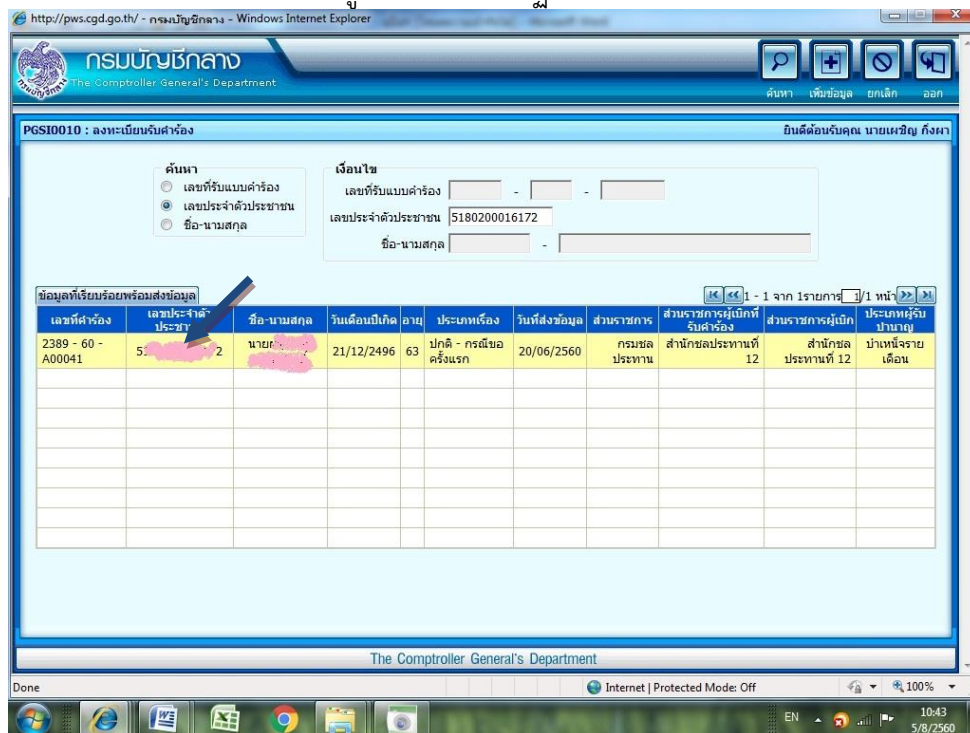 http://pws.cgd.go.th/ - กรมบัญชีกลาง - Windows Internet Explorer
กรมบัญชีกลาง
The Comptroller General's Department
ค้นหา เพิ่มข้อมูล ยกเลิก ออก
PGSI0010 : ลงทะเบียนรับคำร้อง ยินดีต้อนรับคุณ นายเผชิญ กิ่งผา
ค้นหา เงื่อนไข
เลขที่รับแบบคำร้อง เลขที่รับแบบคำร้อง - -
เลขประจำตัวประชาชน เลขประจำตัวประชาชน 5180200016172
ชื่อ-นามสกุล ชื่อ-นามสกุล -
ข้อมูลที่เรียบร้อยพร้อมส่งข้อมูล 1 - 1 จาก 1รายการ 1/1 หน้า
เลขที่คำร้อง เลขประจำตัว ประชา ชื่อ-นามสกุล วันเดือนปีเกิด อายุ ประเภทเรื่อง วันที่ส่งข้อมูล ส่วนราชการ ส่วนราชการผู้เบิกที่รับคำร้อง ส่วนราชการผู้เบิก ประเภทผู้รับปำนาญ
2389 - 60 - A00041 51 2 นาย 21/12/2496 63 ปกติ - กรณีขอครั้งแรก 20/06/2560 กรมชลประทาน สำนักชลประทานที่ 12 สำนักชลประทานที่ 12 บำเหน็จรายเดือน
The Comptroller General's Department
Done Internet | Protected Mode: Off 100%
EN 10:43
5/8/2560